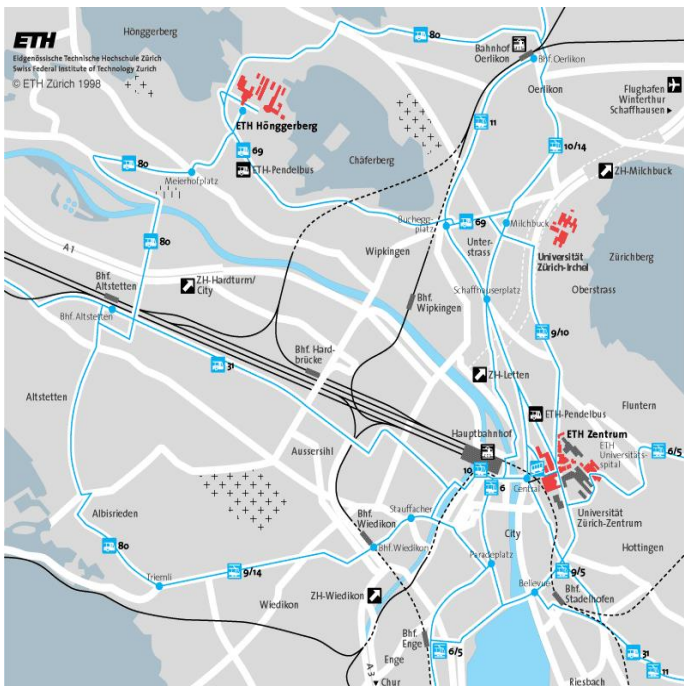 ETH
Eidgenössische Technische Hochschule Zürich
Swiss Federal Institute of Technology Zurich
© ETH Zürich 1998
Hönggerberg
80
Bahnhof
Oerlikon
Bhf. Oerlikon
Oerlikon
Flughafen
Winterthur
Schaffhausen ▸
ETH Hönggerberg
11
10/14
80
69
ETH-Pendelbus
Meierhofplatz
Chäferberg
ZH-Milchbuck
Buchegg-
platz
69
Milchbuck
80
A1
Wipkingen
Unter-
strass
Universität
Zürich-Irchel
Zürichberg
Bhf.
Altstetten
ZH-Hardturm/
City
Oberstrass
Schaffhauserplatz
Bhf.
Wipkingen
Bhf. Altstetten
9/10
Bhf. Hard-
brücke
31
ZH-Letten
Altstetten
Fluntern
ETH-Pendelbus
Hauptbahnhof
ETH Zentrum
Aussersihl
ETH
Universitäts-
spital
6/5
10
6
Central
Stauffacher
Universität
Zürich-Zentrum
Albisrieden
Bhf.
Wiedikon
City
80
Bhf. Wiedikon
Hottingen
Paradeplatz
9/14
9/5
Triemli
Bellevue
Bhf.
Stadelhofen
Wiedikon
ZH-Wiedikon
Bhf.
Enge
6/5
31
Enge
A3
11
▾ Chur
Riesbach